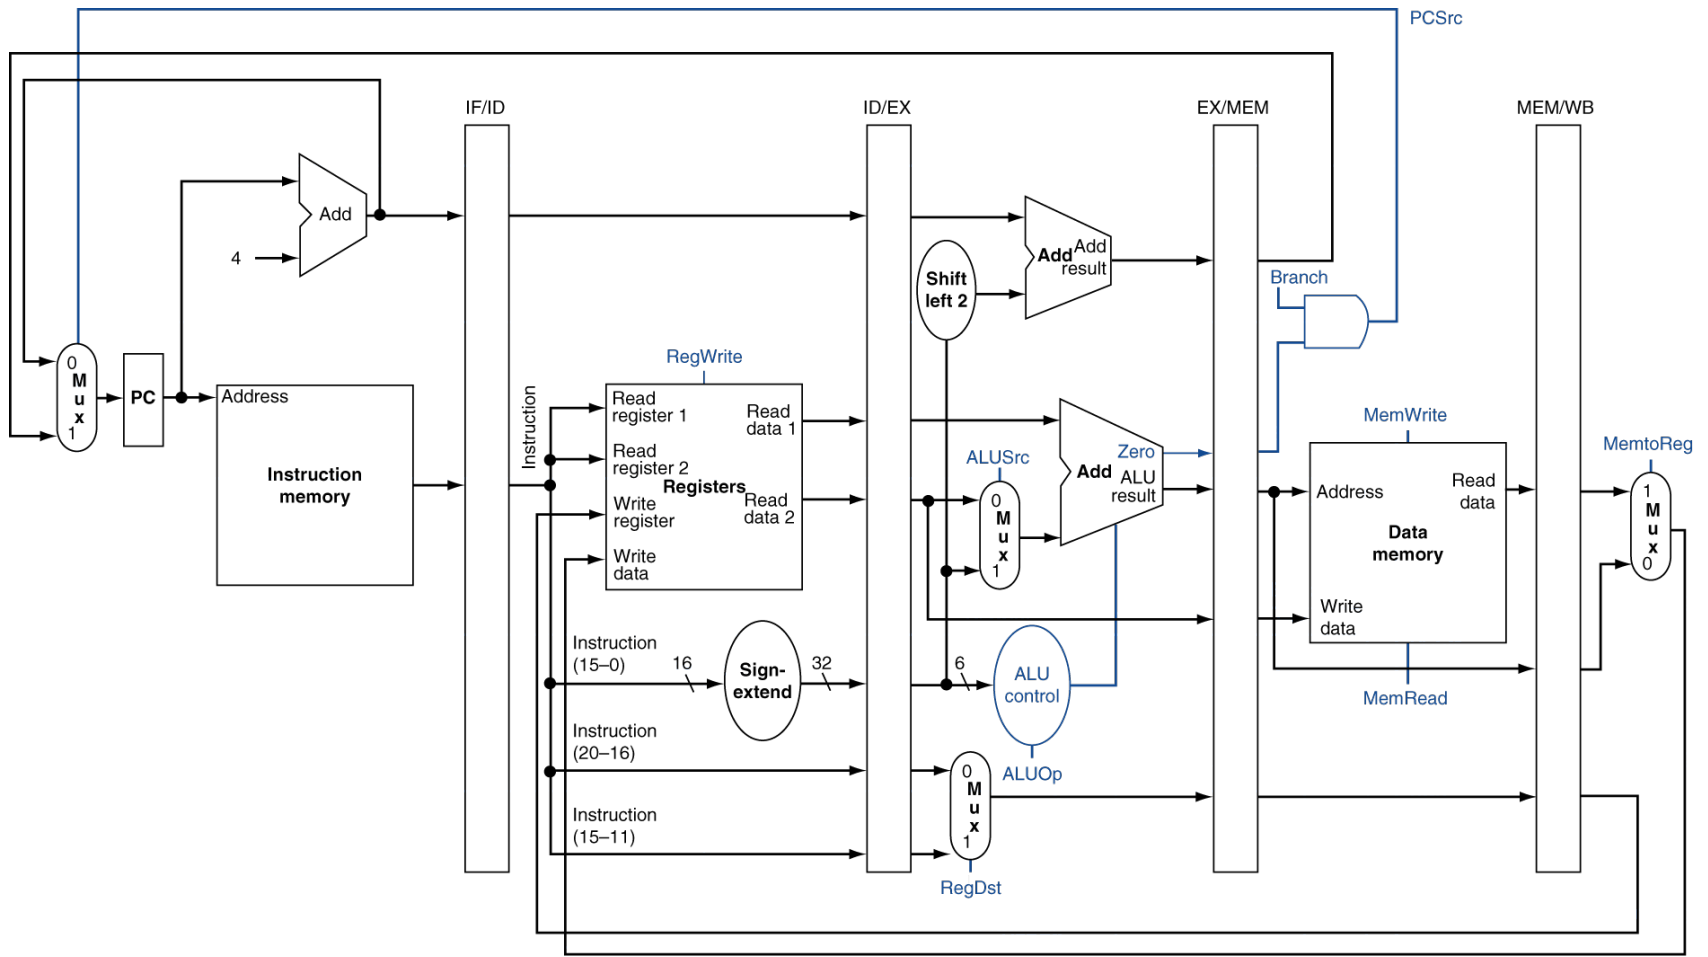 PCSrc
IF/ID
ID/EX
EX/MEM
MEM/WB
Add
4
Shift
left 2
Add
Add
result
Branch
0
M
u
x
1
PC
Address
Instruction
memory
Instruction
RegWrite
Read
register 1
Read
register 2
Write
register
Write
data
Registers
Read
data 1
Read
data 2
ALUSrc
0
M
u
x
1
Zero
Add
ALU
result
MemWrite
Address
Read
data
Data
memory
Write
data
MemRead
MemtoReg
1
M
u
x
0
Instruction
(15–0)
16
Sign-
extend
32
6
ALU
control
ALUOp
Instruction
(20–16)
Instruction
(15–11)
0
M
u
x
1
RegDst